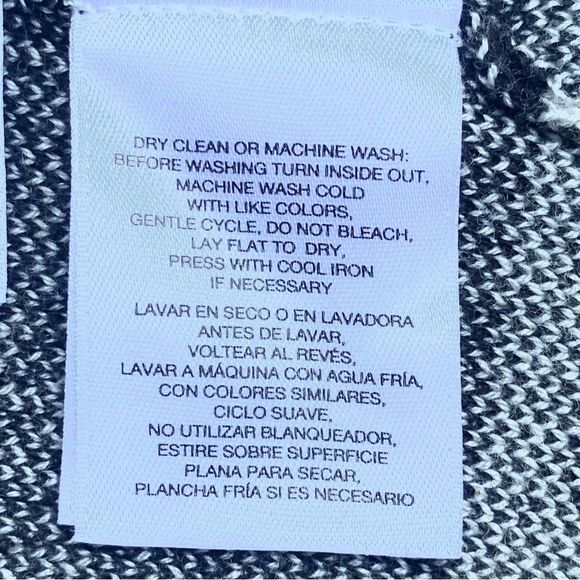 DRY CLEAN OR MACHINE WASH:
BEFORE WASHING TURN INSIDE OUT,
MACHINE WASH COLD
WITH LIKE COLORS,
GENTLE CYCLE, DO NOT BLEACH,
LAY FLAT TO DRY,
PRESS WITH COOL IRON
IF NECESSARY
LAVAR EN SECO O EN LAVADORA
ANTES DE LAVAR,
VOLTEAR AL REVÉS,
LAVAR A MÁQUINA CON AGUA FRÍA,
CON COLORES SIMILARES,
CICLO SUAVE,
NO UTILIZAR BLANQUEADOR,
ESTIRE SOBRE SUPERFICIE
PLANA PARA SECAR,
PLANCHA FRÍA SI ES NECESARIO